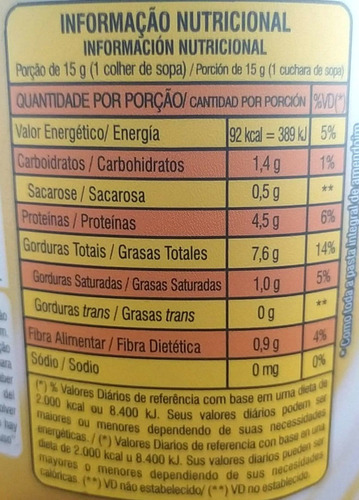 INFORMAÇÃO NUTRICIONAL
INFORMACIÓN NUTRICIONAL
Porção de 15 g (1 colher de sopa) / Porción de 15 g (1 cuchara de sopa)
QUANTIDADE POR PORÇÃO/ CANTIDAD POR PORCIÓN %VD(*)
Valor Energético/ Energía 92 kcal = 389 kJ 5%
Carboidratos / Carbohidratos 1,4 g 1%
Sacarose / Sacarosa 0,5 g **
Proteínas / Proteínas 4,5 g 6%
Gorduras Totais / Grasas Totales 7,6 g 14%
Gorduras Saturadas / Grasas Saturadas 1,0 g 5%
Gorduras trans / Grasas trans 0 g **
Fibra Alimentar / Fibra Dietética 0,9 g 4%
Sódio / Sodio 0 mg 0%
(*) % Valores Diários de referência com base em uma dieta de
2.000 kcal ou 8.400 kJ. Seus valores diários podem ser
maiores ou menores dependendo de suas necessidades
energéticas. / (*) Valores Diarios de referencia con base en una
dieta de 2.000 kcal u 8.400 kJ. Sus valores diarios pueden ser
mayores o menores dependiendo de sus necesidades
calóricas. (**) VD não estabelecido/ (**) VD no establecido.
*Como toda a pasta integral de amendoim